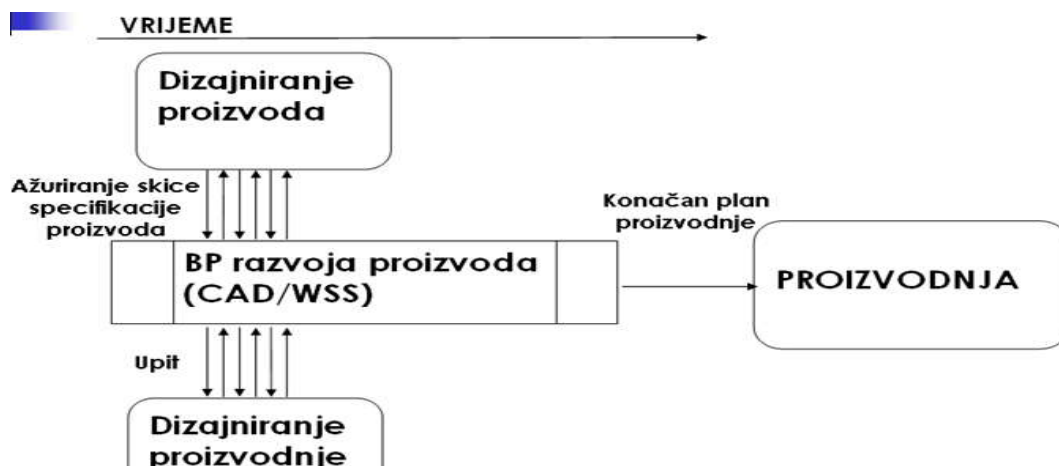 VRIJEME
Dizajniranje
proizvoda
Ažuriranje skice
specifikacije
proizvoda
Konačan plan
proizvodnje
BP razvoja proizvoda
(CAD/WSS)
PROIZVODNJA
Upit
Dizajniranje
proizvodnje